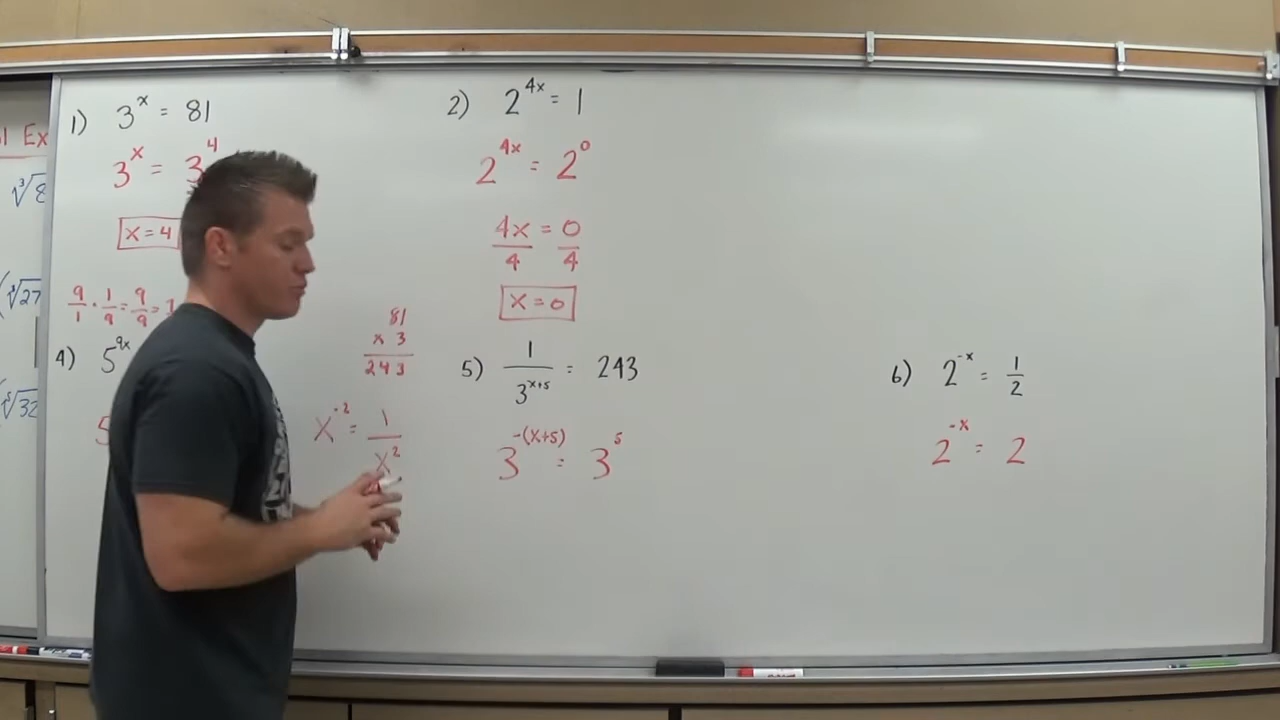 l Ex
∛8
∛27
⁵√32
1) 3^x = 81
3^x = 3^4
x = 4
9/1 · 1/9 = 9/9 = 1
2) 2^{4x} = 1
2^{4x} = 2^0
4x/4 = 0/4
x = 0
4) 5^{9x}
5
81
x 3
243
x^{-2} = 1/x^2
5) 1/3^{x+5} = 243
3^{-(x+5)} = 3^5
6) 2^{-x} = 1/2
2^{-x} = 2